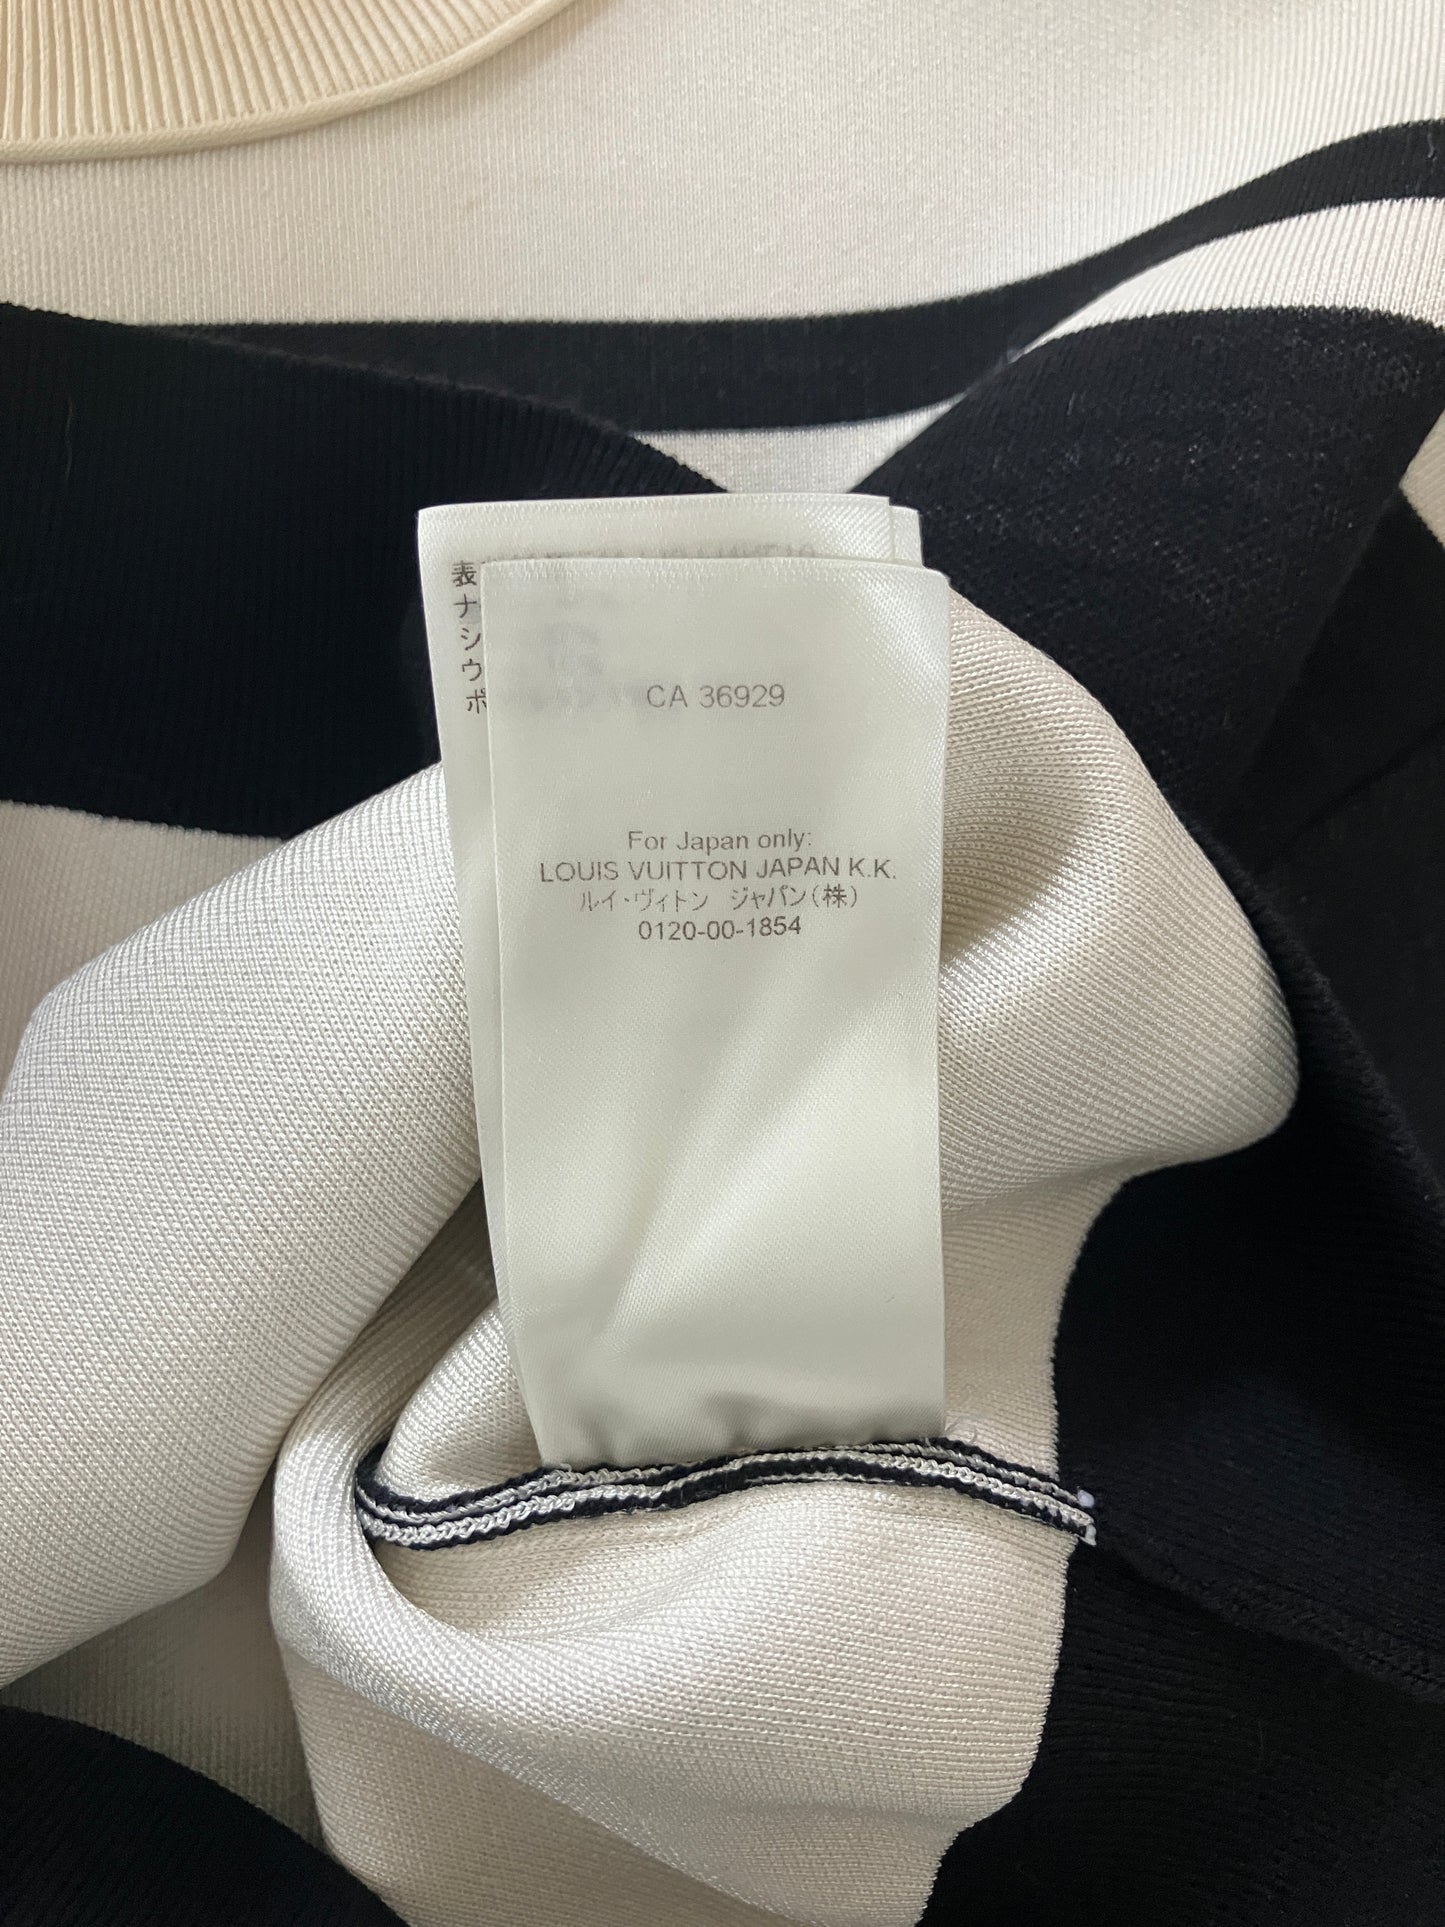 表
ナ
シ
ウ
ポ
CA 36929
For Japan only:
LOUIS VUITTON JAPAN K.K.
ルイ・ヴィトン ジャパン(株)
0120-00-1854